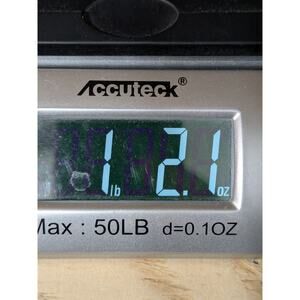 Accuteck®
1 lb 2.1 oz
Max : 50LB d=0.1OZ